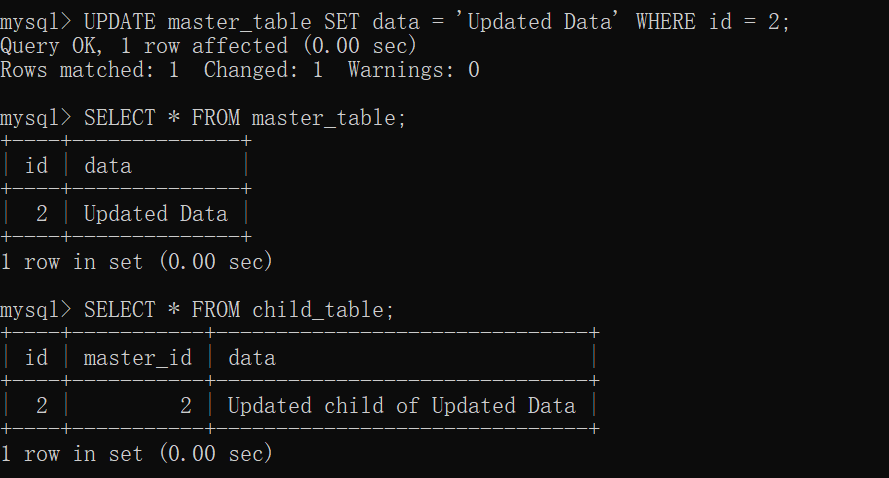 mysql> UPDATE master_table SET data = 'Updated Data' WHERE id = 2;
Query OK, 1 row affected (0.00 sec)
Rows matched: 1  Changed: 1  Warnings: 0
mysql> SELECT * FROM master_table;
+----+--------------+
| id | data         |
+----+--------------+
|  2 | Updated Data |
+----+--------------+
1 row in set (0.00 sec)
mysql> SELECT * FROM child_table;
+----+-----------+-------------------------------+
| id | master_id | data                          |
+----+-----------+-------------------------------+
|  2 |         2 | Updated child of Updated Data |
+----+-----------+-------------------------------+
1 row in set (0.00 sec)